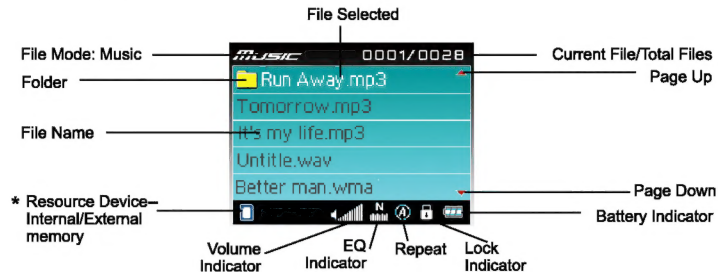 File Selected
File Mode: Music
Music 0001/0028
Current File/Total Files
Folder
Run Away.mp3
Page Up
Tomorrow.mp3
File Name
It's my life.mp3
Untitle.wav
Better man.wma
Page Down
* Resource Device–
Internal/External
memory
N
A
Battery Indicator
Volume
Indicator
EQ
Indicator
Repeat
Lock
Indicator